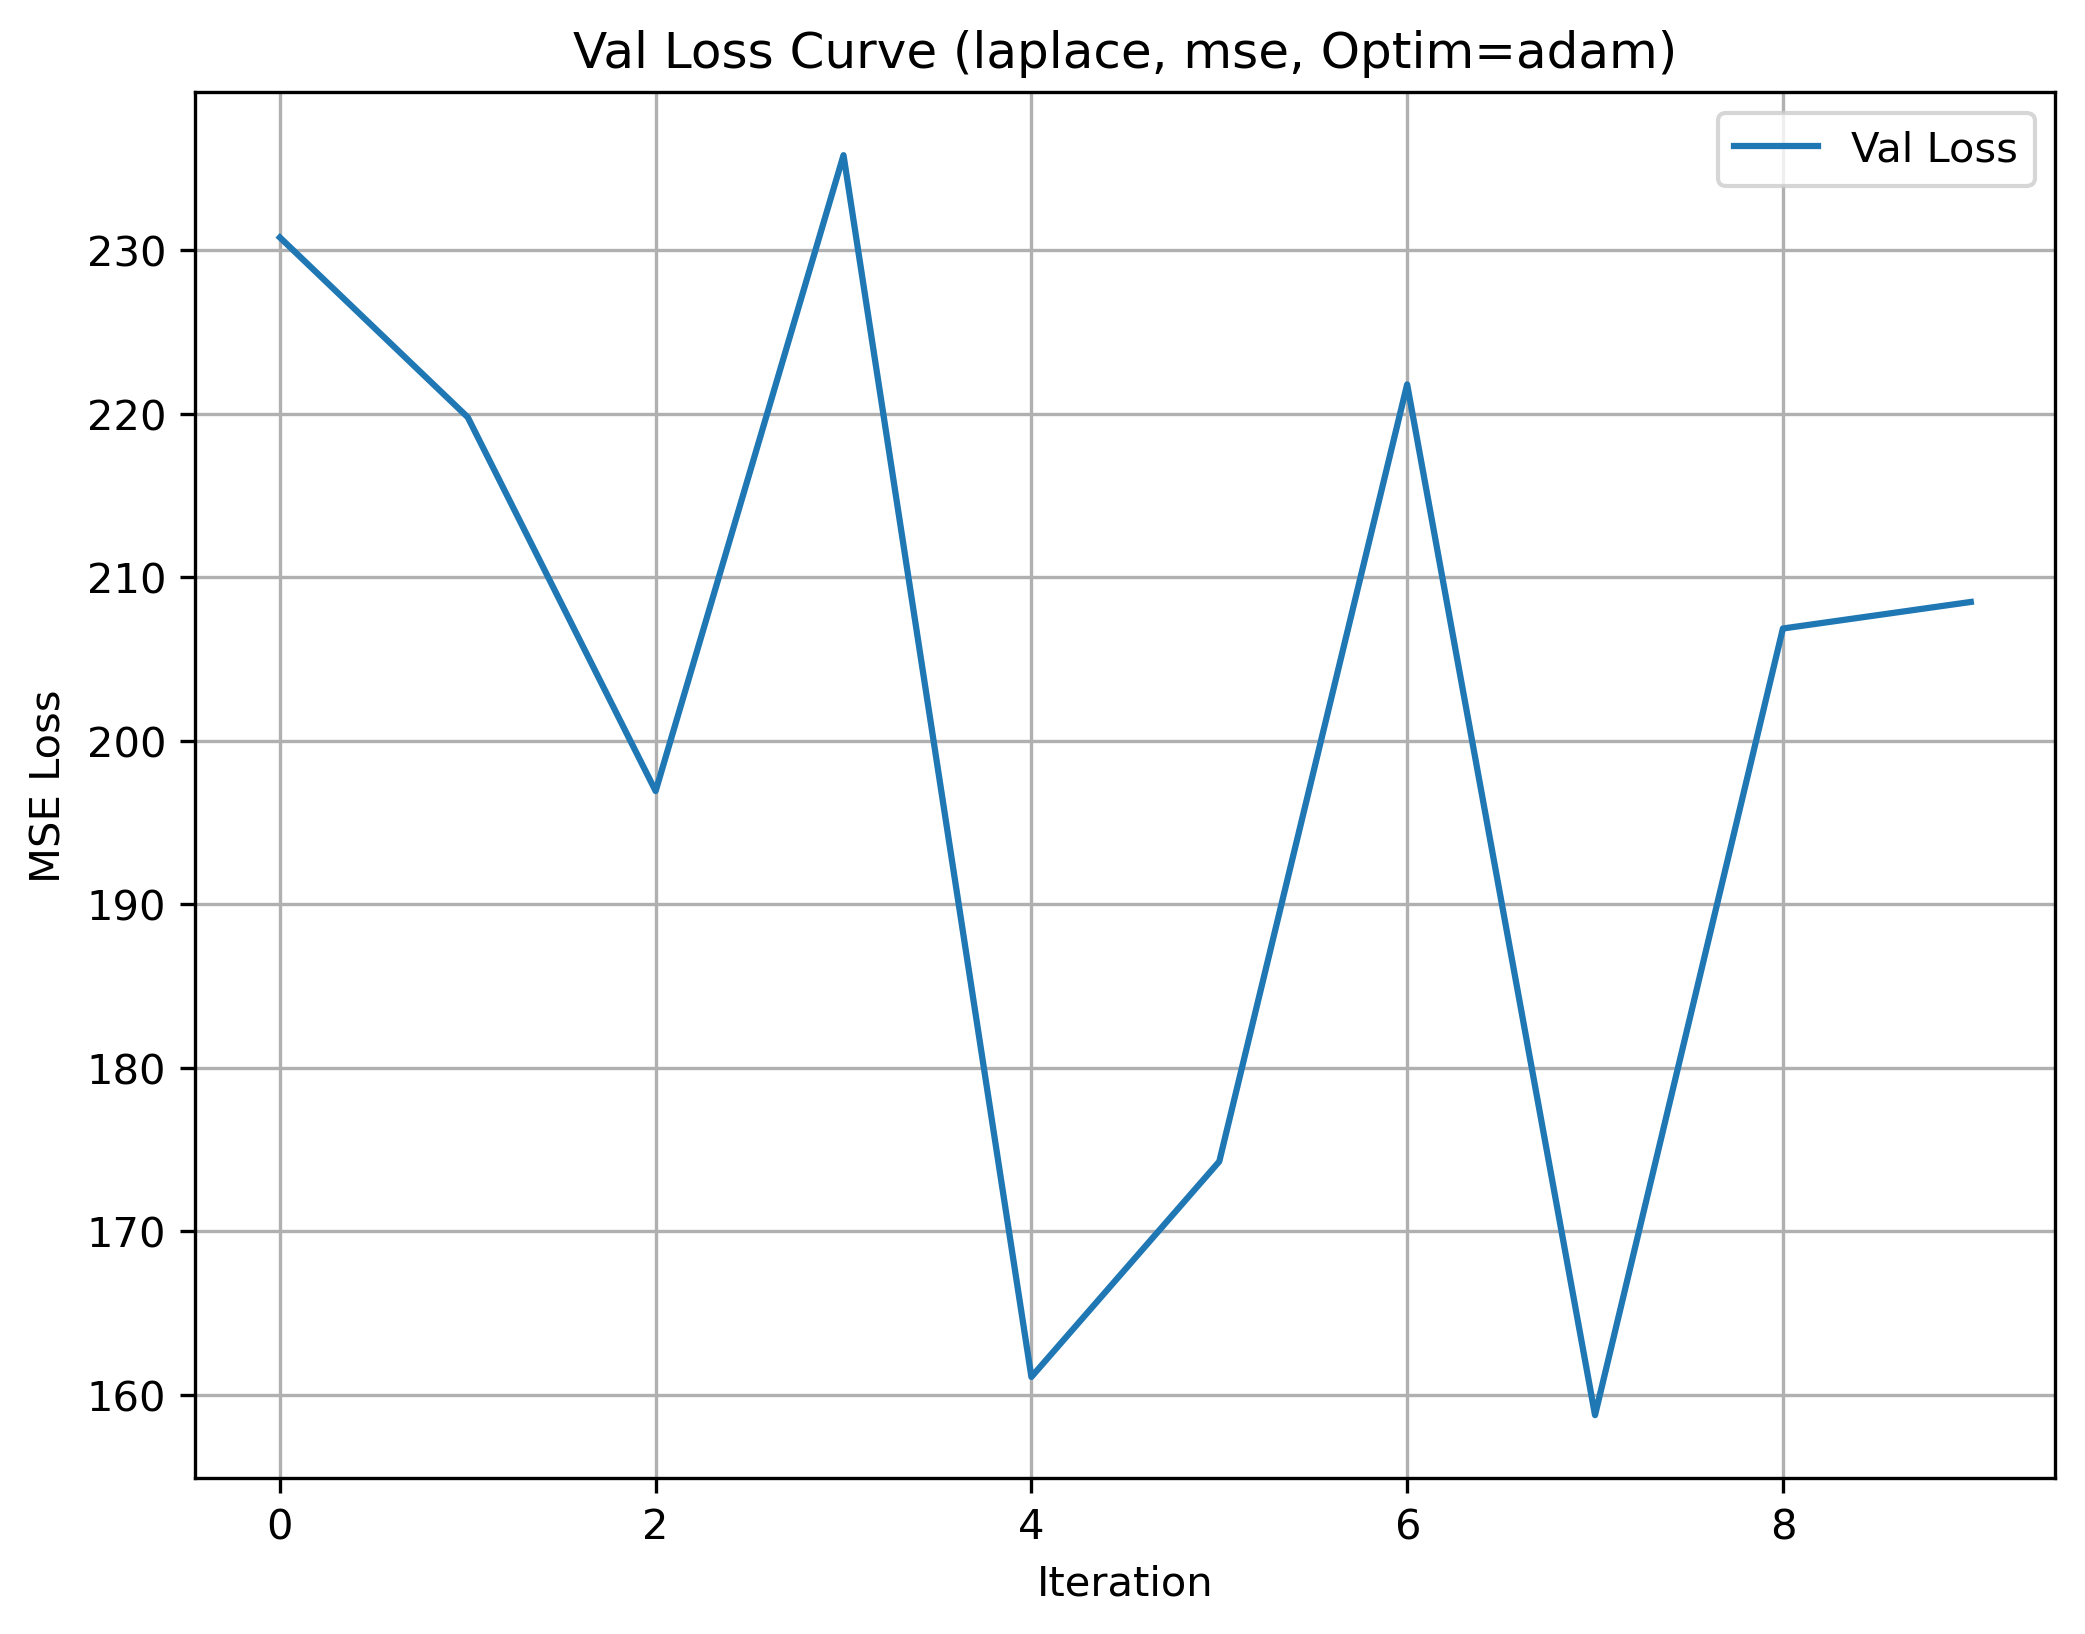 Val Loss Curve (laplace, mse, Optim=adam)
Val Loss
230
220
210
200
190
180
170
160
MSE Loss
0 2 4 6 8
Iteration